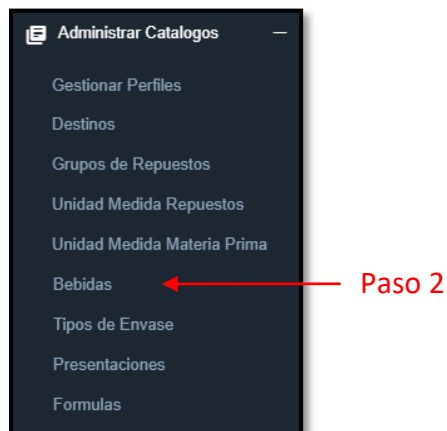 Administrar Catalogos
Gestionar Perfiles
Destinos
Grupos de Repuestos
Unidad Medida Repuestos
Unidad Medida Materia Prima
Bebidas
Paso 2
Tipos de Envase
Presentaciones
Formulas